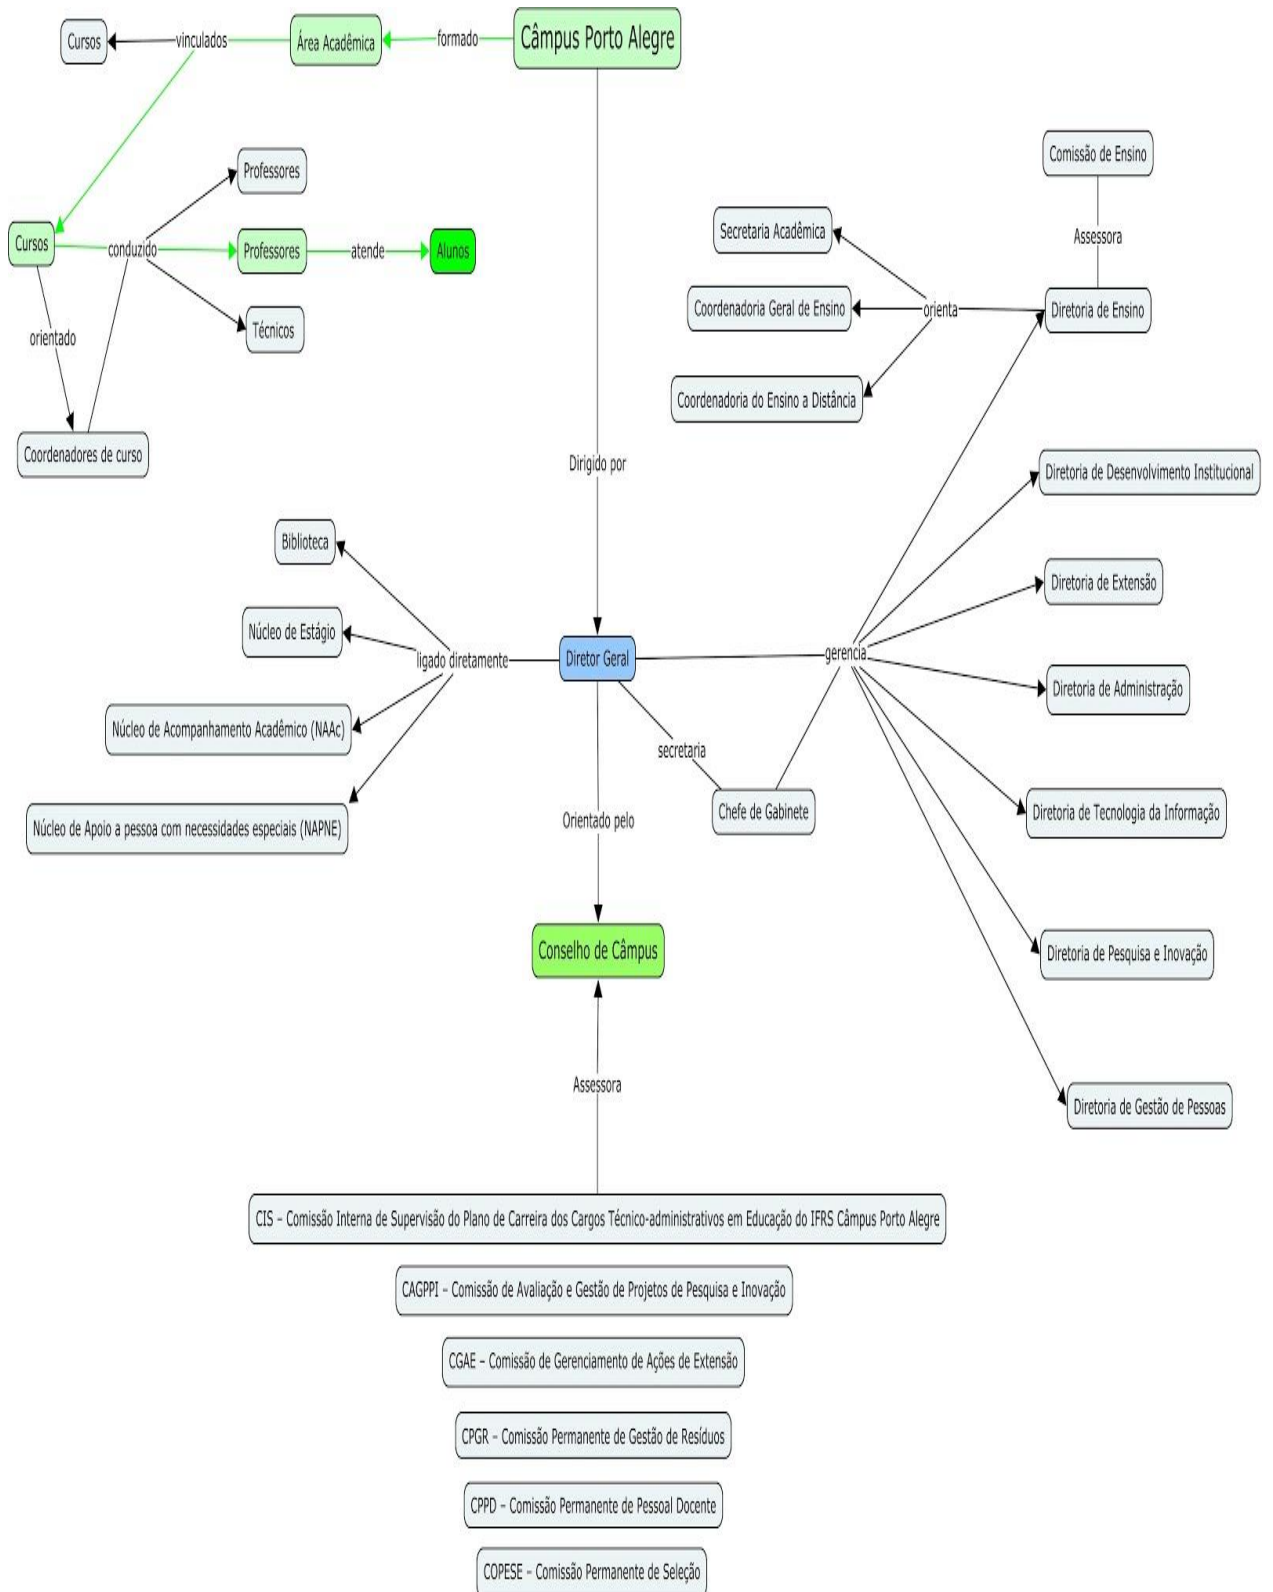 Câmpus Porto Alegre
formado
Área Acadêmica
vinculados
Cursos
Professores
Cursos
conduzido
Professores
atende
Alunos
Técnicos
orientado
Coordenadores de curso
Comissão de Ensino
Assessora
Secretaria Acadêmica
Coordenadoria Geral de Ensino
orienta
Diretoria de Ensino
Coordenadoria do Ensino a Distância
Dirigido por
Diretoria de Desenvolvimento Institucional
Biblioteca
Diretoria de Extensão
Núcleo de Estágio
ligado diretamente
Diretor Geral
gerencia
Diretoria de Administração
Núcleo de Acompanhamento Acadêmico (NAAc)
secretaria
Núcleo de Apoio a pessoa com necessidades especiais (NAPNE)
Orientado pelo
Chefe de Gabinete
Diretoria de Tecnologia da Informação
Conselho de Câmpus
Diretoria de Pesquisa e Inovação
Assessora
Diretoria de Gestão de Pessoas
CIS – Comissão Interna de Supervisão do Plano de Carreira dos Cargos Técnico-administrativos em Educação do IFRS Câmpus Porto Alegre
CAGPPI – Comissão de Avaliação e Gestão de Projetos de Pesquisa e Inovação
CGAE – Comissão de Gerenciamento de Ações de Extensão
CPGR – Comissão Permanente de Gestão de Resíduos
CPPD – Comissão Permanente de Pessoal Docente
COPESE – Comissão Permanente de Seleção